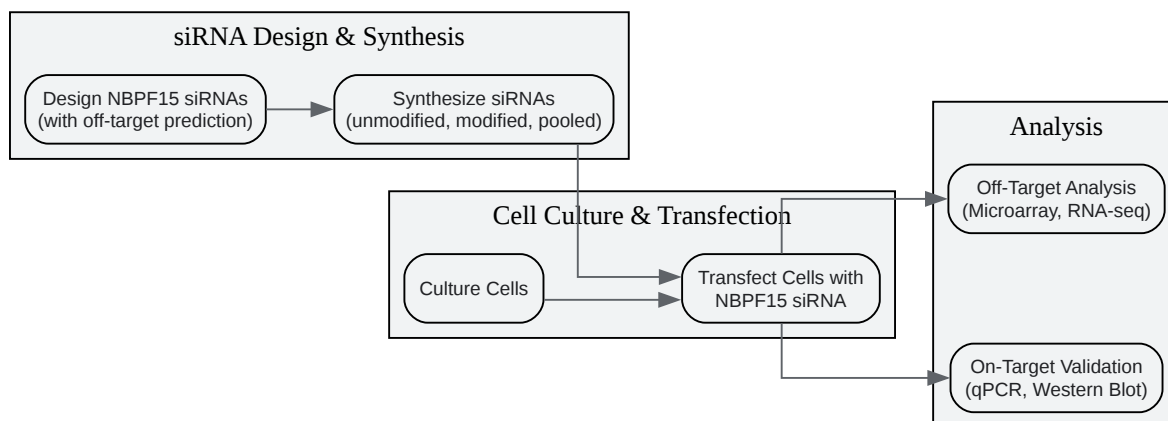 siRNA Design & Synthesis
Design NBPF15 siRNAs
(with off-target prediction)
Synthesize siRNAs
(unmodified, modified, pooled)
Cell Culture & Transfection
Culture Cells
Transfect Cells with
NBPF15 siRNA
Analysis
Off-Target Analysis
(Microarray, RNA-seq)
On-Target Validation
(qPCR, Western Blot)